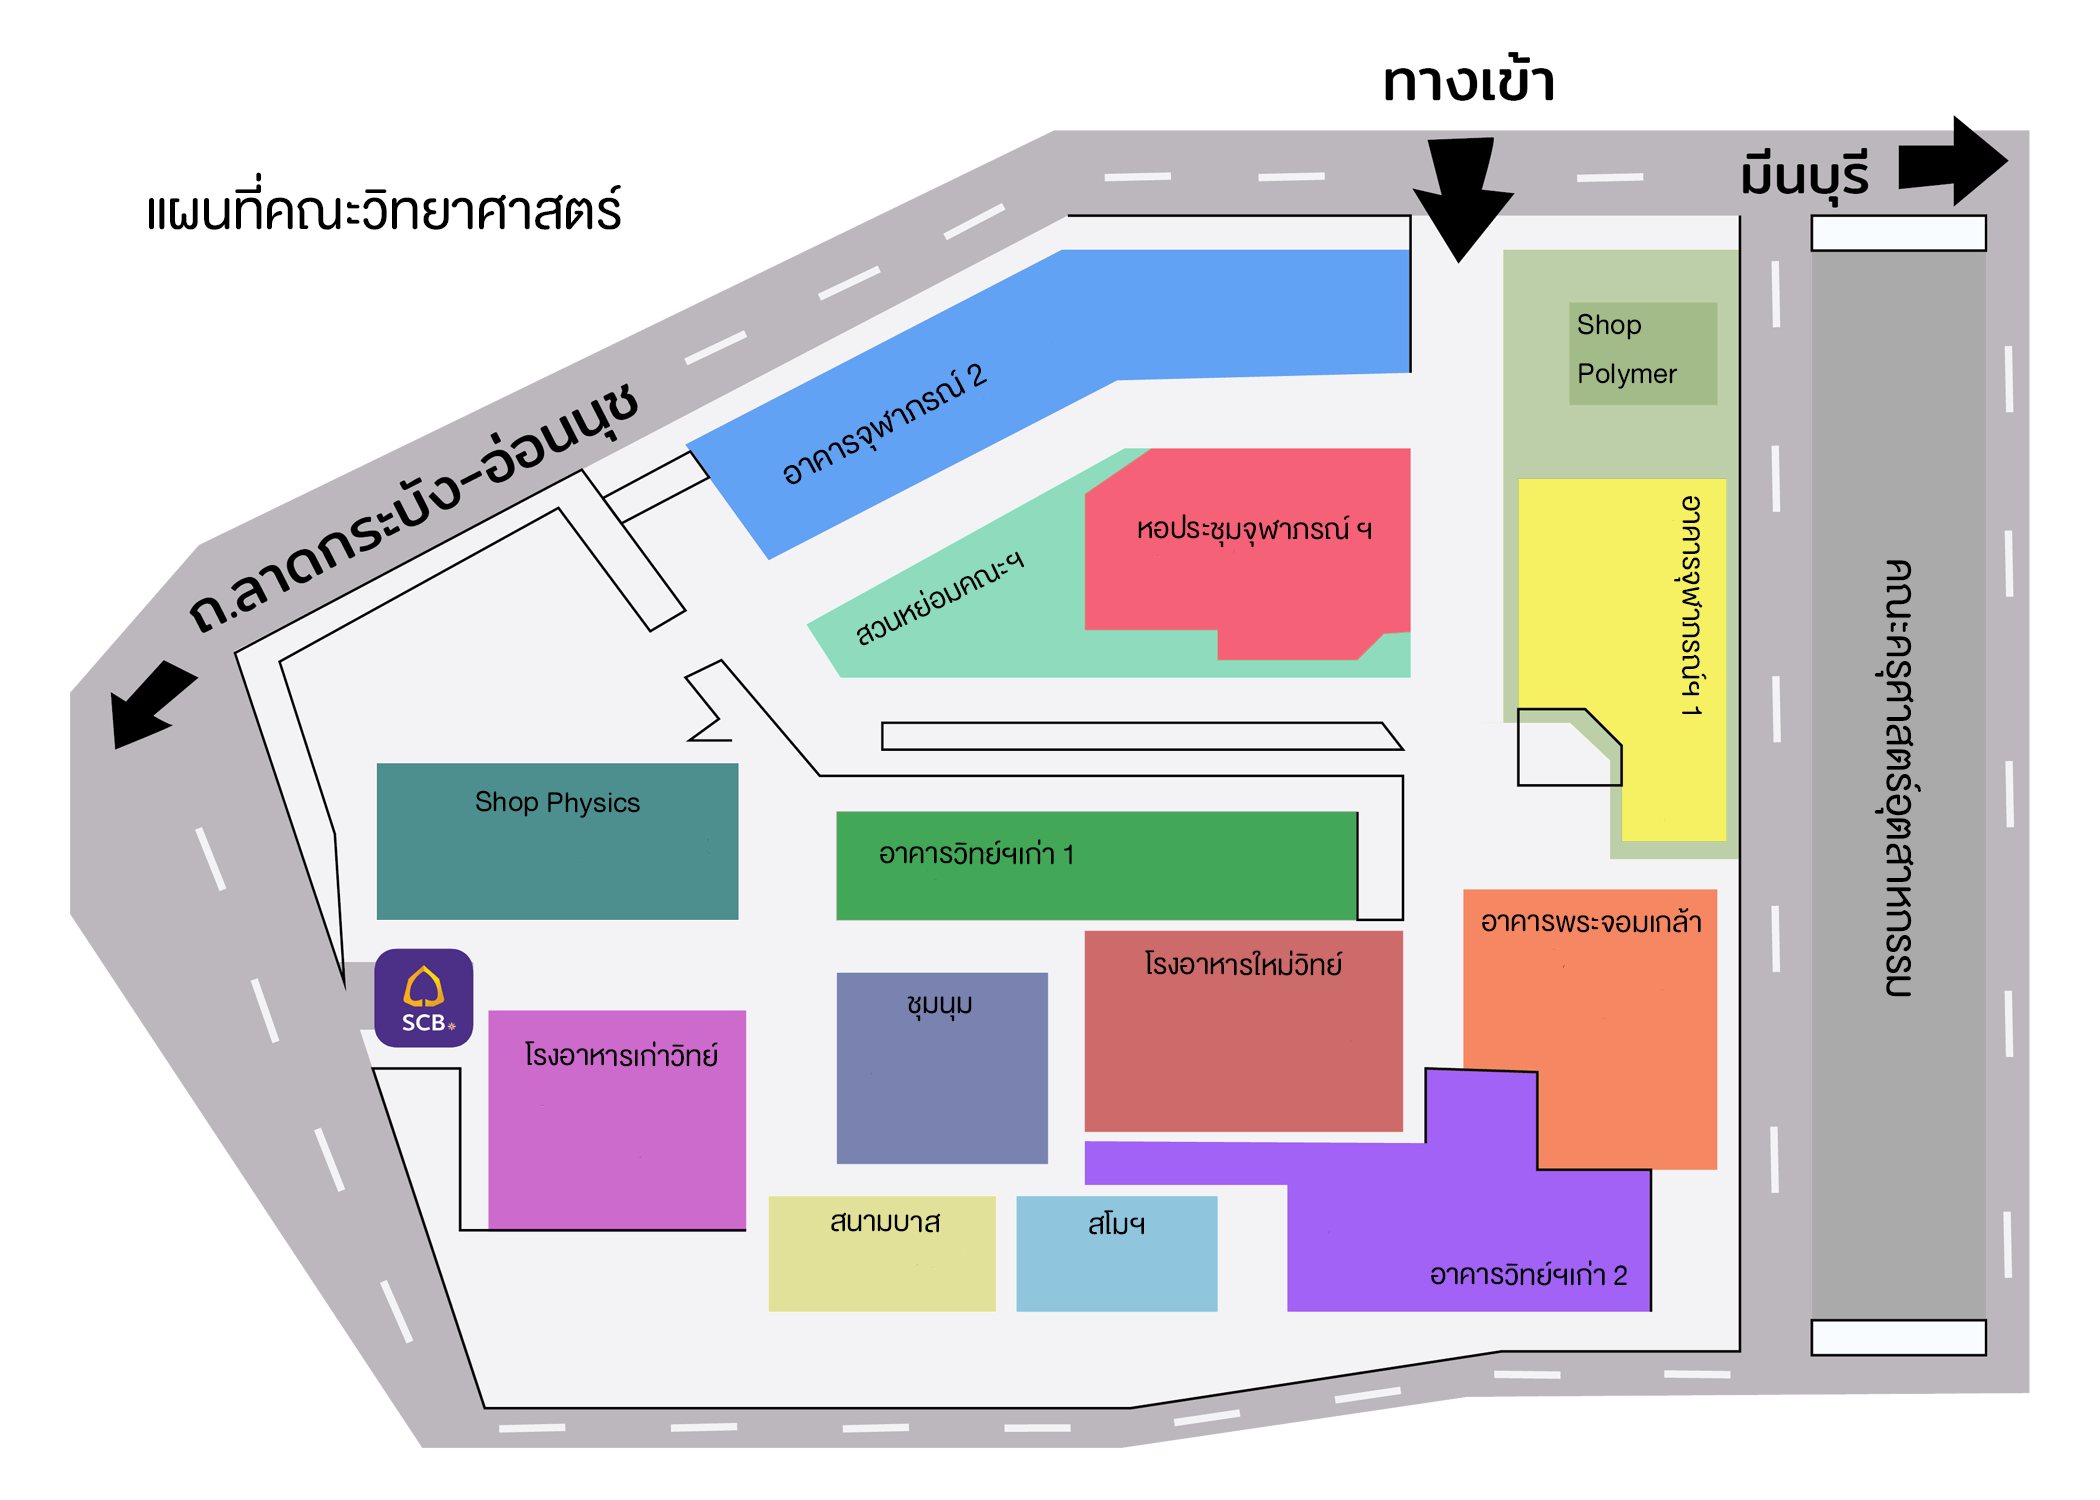 ทางเข้า
มีนบุรี
แผนที่คณะวิทยาศาสตร์
Shop
Polymer
อาคารจุฬาภรณ์ 2
ถ.ลาดกระบัง-อ่อนนุช
หอประชุมจุฬาภรณ์ ฯ
สวนหย่อมคณะฯ
อาคารจุฬาภรณ์ฯ 1
คณะครุศาสตร์อุตสาหกรรม
Shop Physics
อาคารวิทย์ฯเก่า 1
อาคารพระจอมเกล้า
โรงอาหารใหม่วิทย์
ชุมนุม
SCB
โรงอาหารเก่าวิทย์
สนามบาส
สโมฯ
อาคารวิทย์ฯเก่า 2